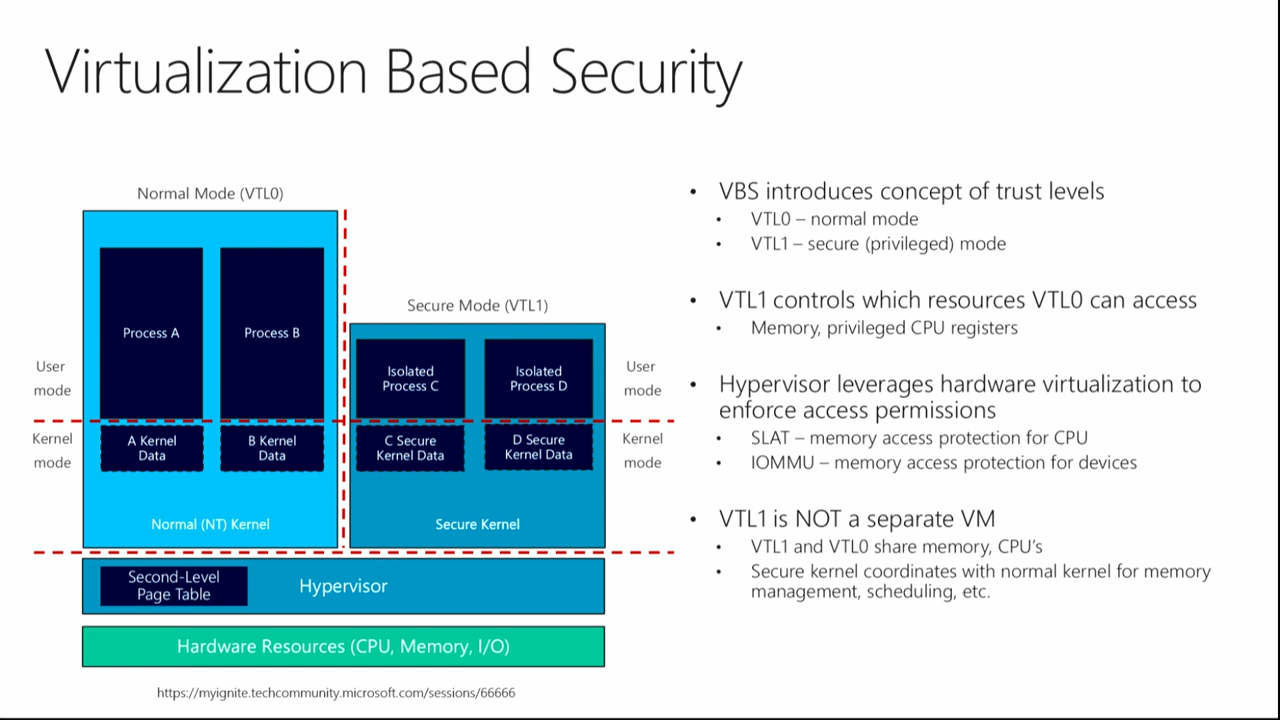 Virtualization Based Security
Normal Mode (VTL0)
Process A
Process B
User
mode
Kernel
mode
A Kernel
Data
B Kernel
Data
Normal (NT) Kernel
Secure Mode (VTL1)
Isolated
Process C
Isolated
Process D
User
mode
Kernel
mode
C Secure
Kernel Data
D Secure
Kernel Data
Secure Kernel
Second-Level
Page Table
Hypervisor
Hardware Resources (CPU, Memory, I/O)
https://myignite.techcommunity.microsoft.com/sessions/66666
• VBS introduces concept of trust levels
• VTL0 – normal mode
• VTL1 – secure (privileged) mode
• VTL1 controls which resources VTL0 can access
• Memory, privileged CPU registers
• Hypervisor leverages hardware virtualization to
enforce access permissions
• SLAT – memory access protection for CPU
• IOMMU – memory access protection for devices
• VTL1 is NOT a separate VM
• VTL1 and VTL0 share memory, CPU's
• Secure kernel coordinates with normal kernel for memory
management, scheduling, etc.